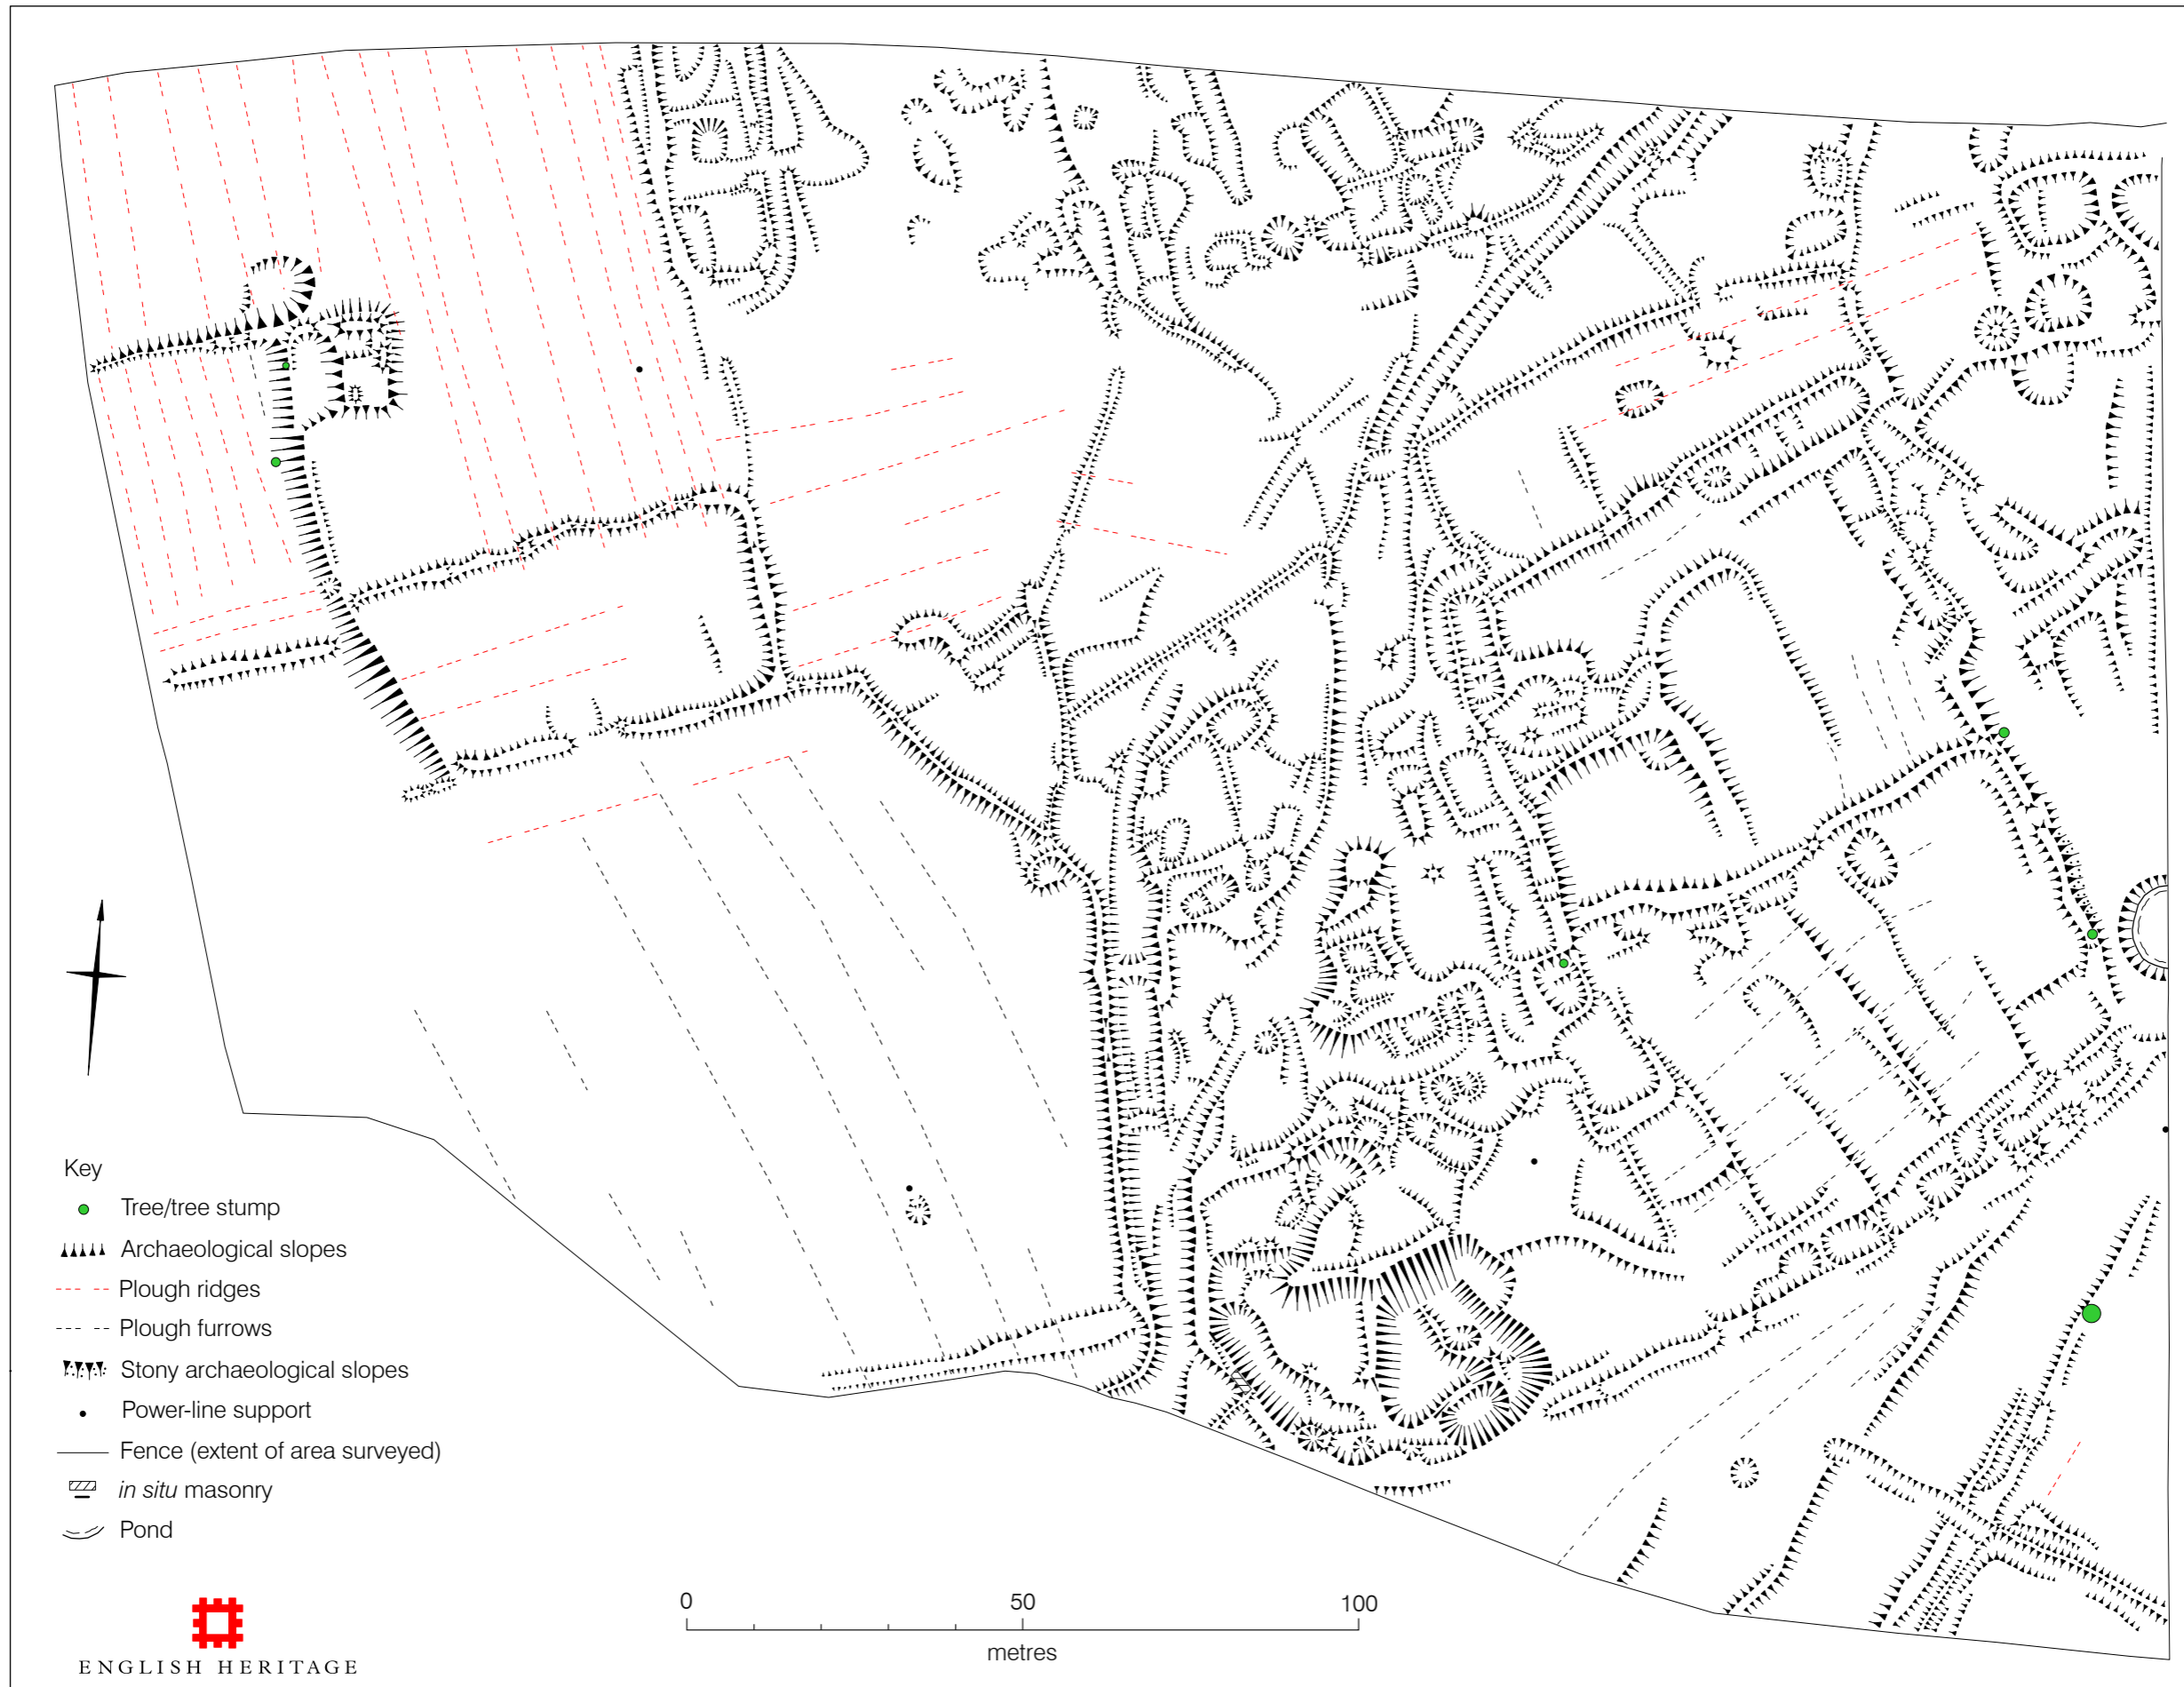 Key
Tree/tree stump
Archaeological slopes
Plough ridges
Plough furrows
Stony archaeological slopes
Power-line support
Fence (extent of area surveyed)
in situ masonry
Pond
ENGLISH HERITAGE
0 50 100
metres